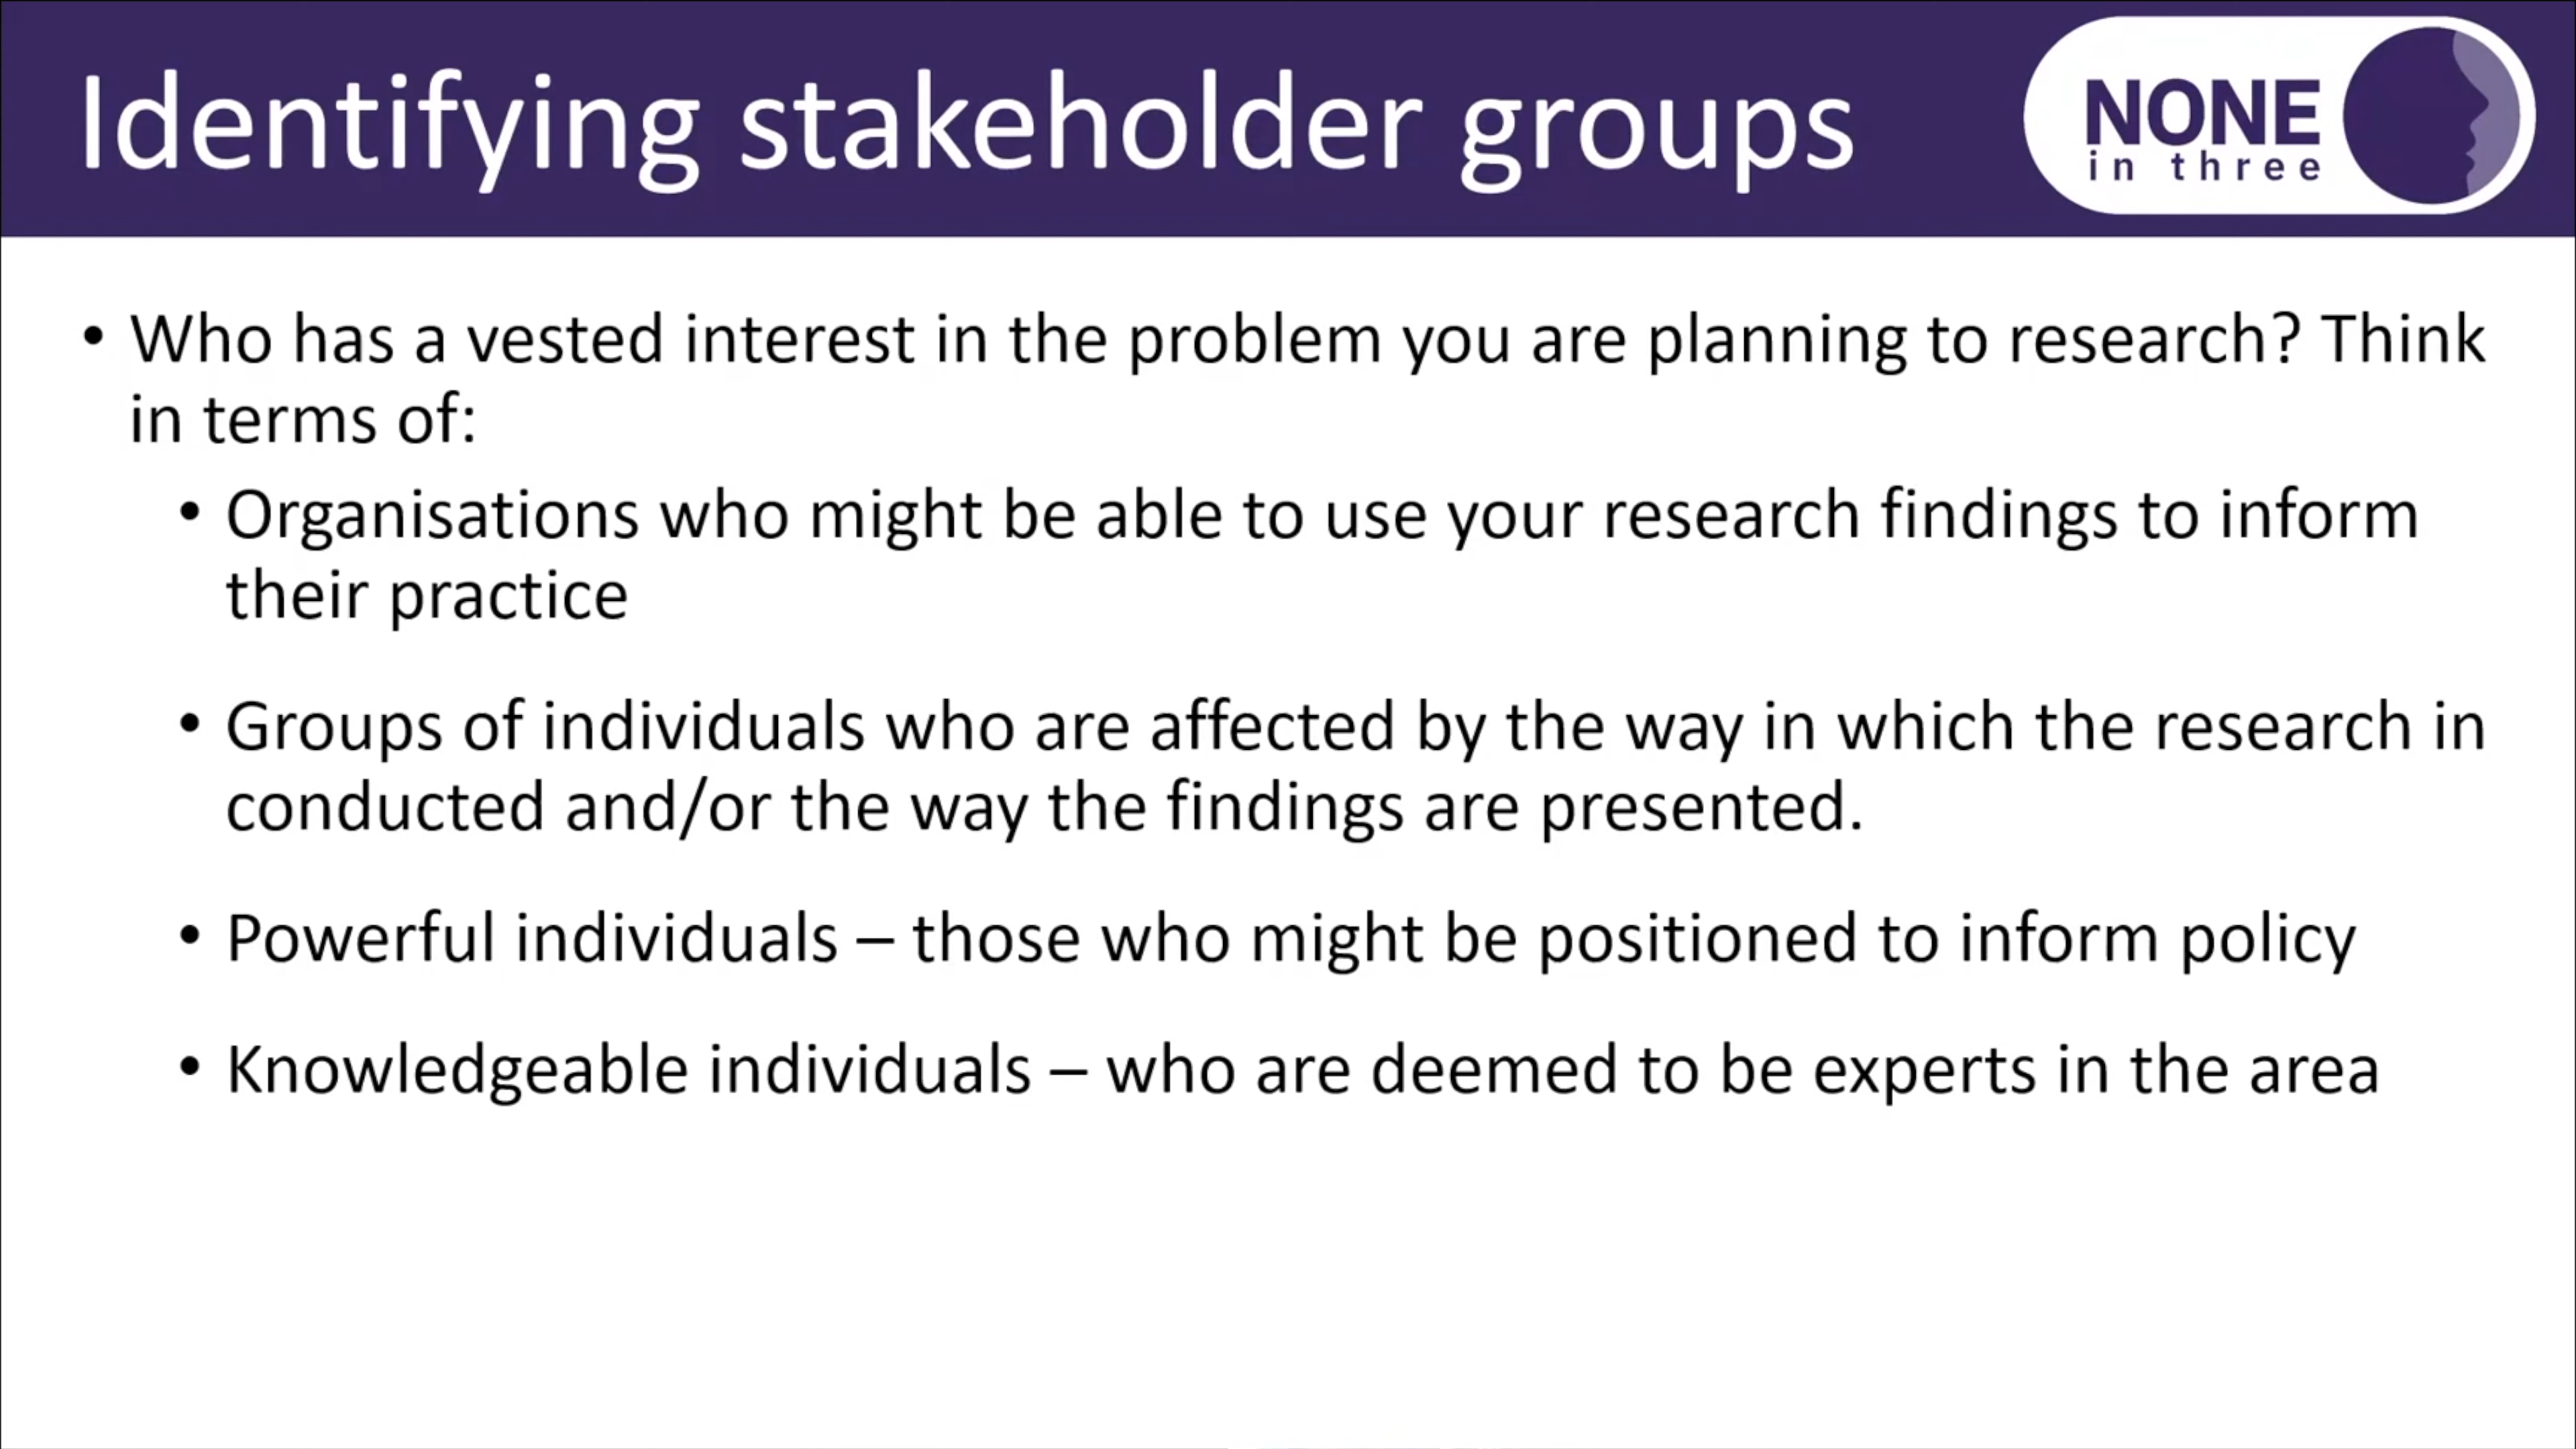 Identifying stakeholder groups
NONE
in three
• Who has a vested interest in the problem you are planning to research? Think
in terms of:
• Organisations who might be able to use your research findings to inform
their practice
• Groups of individuals who are affected by the way in which the research in
conducted and/or the way the findings are presented.
• Powerful individuals – those who might be positioned to inform policy
• Knowledgeable individuals – who are deemed to be experts in the area